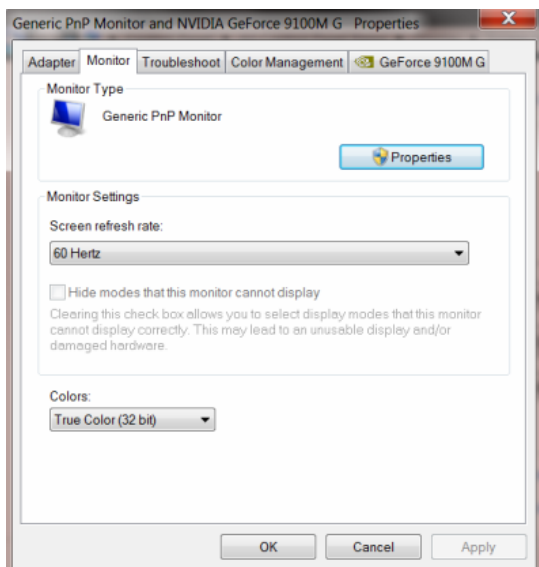 Generic PnP Monitor and NVIDIA GeForce 9100M G Properties
X
Adapter Monitor Troubleshoot Color Management GeForce 9100M G
Monitor Type
Generic PnP Monitor
Properties
Monitor Settings
Screen refresh rate:
60 Hertz
Hide modes that this monitor cannot display
Clearing this check box allows you to select display modes that this monitor
cannot display correctly. This may lead to an unusable display and/or
damaged hardware.
Colors:
True Color (32 bit)
OK Cancel Apply